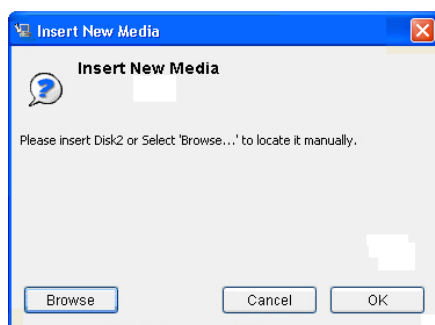 Insert New Media
Insert New Media
Please insert Disk2 or Select 'Browse...' to locate it manually.
Browse Cancel OK